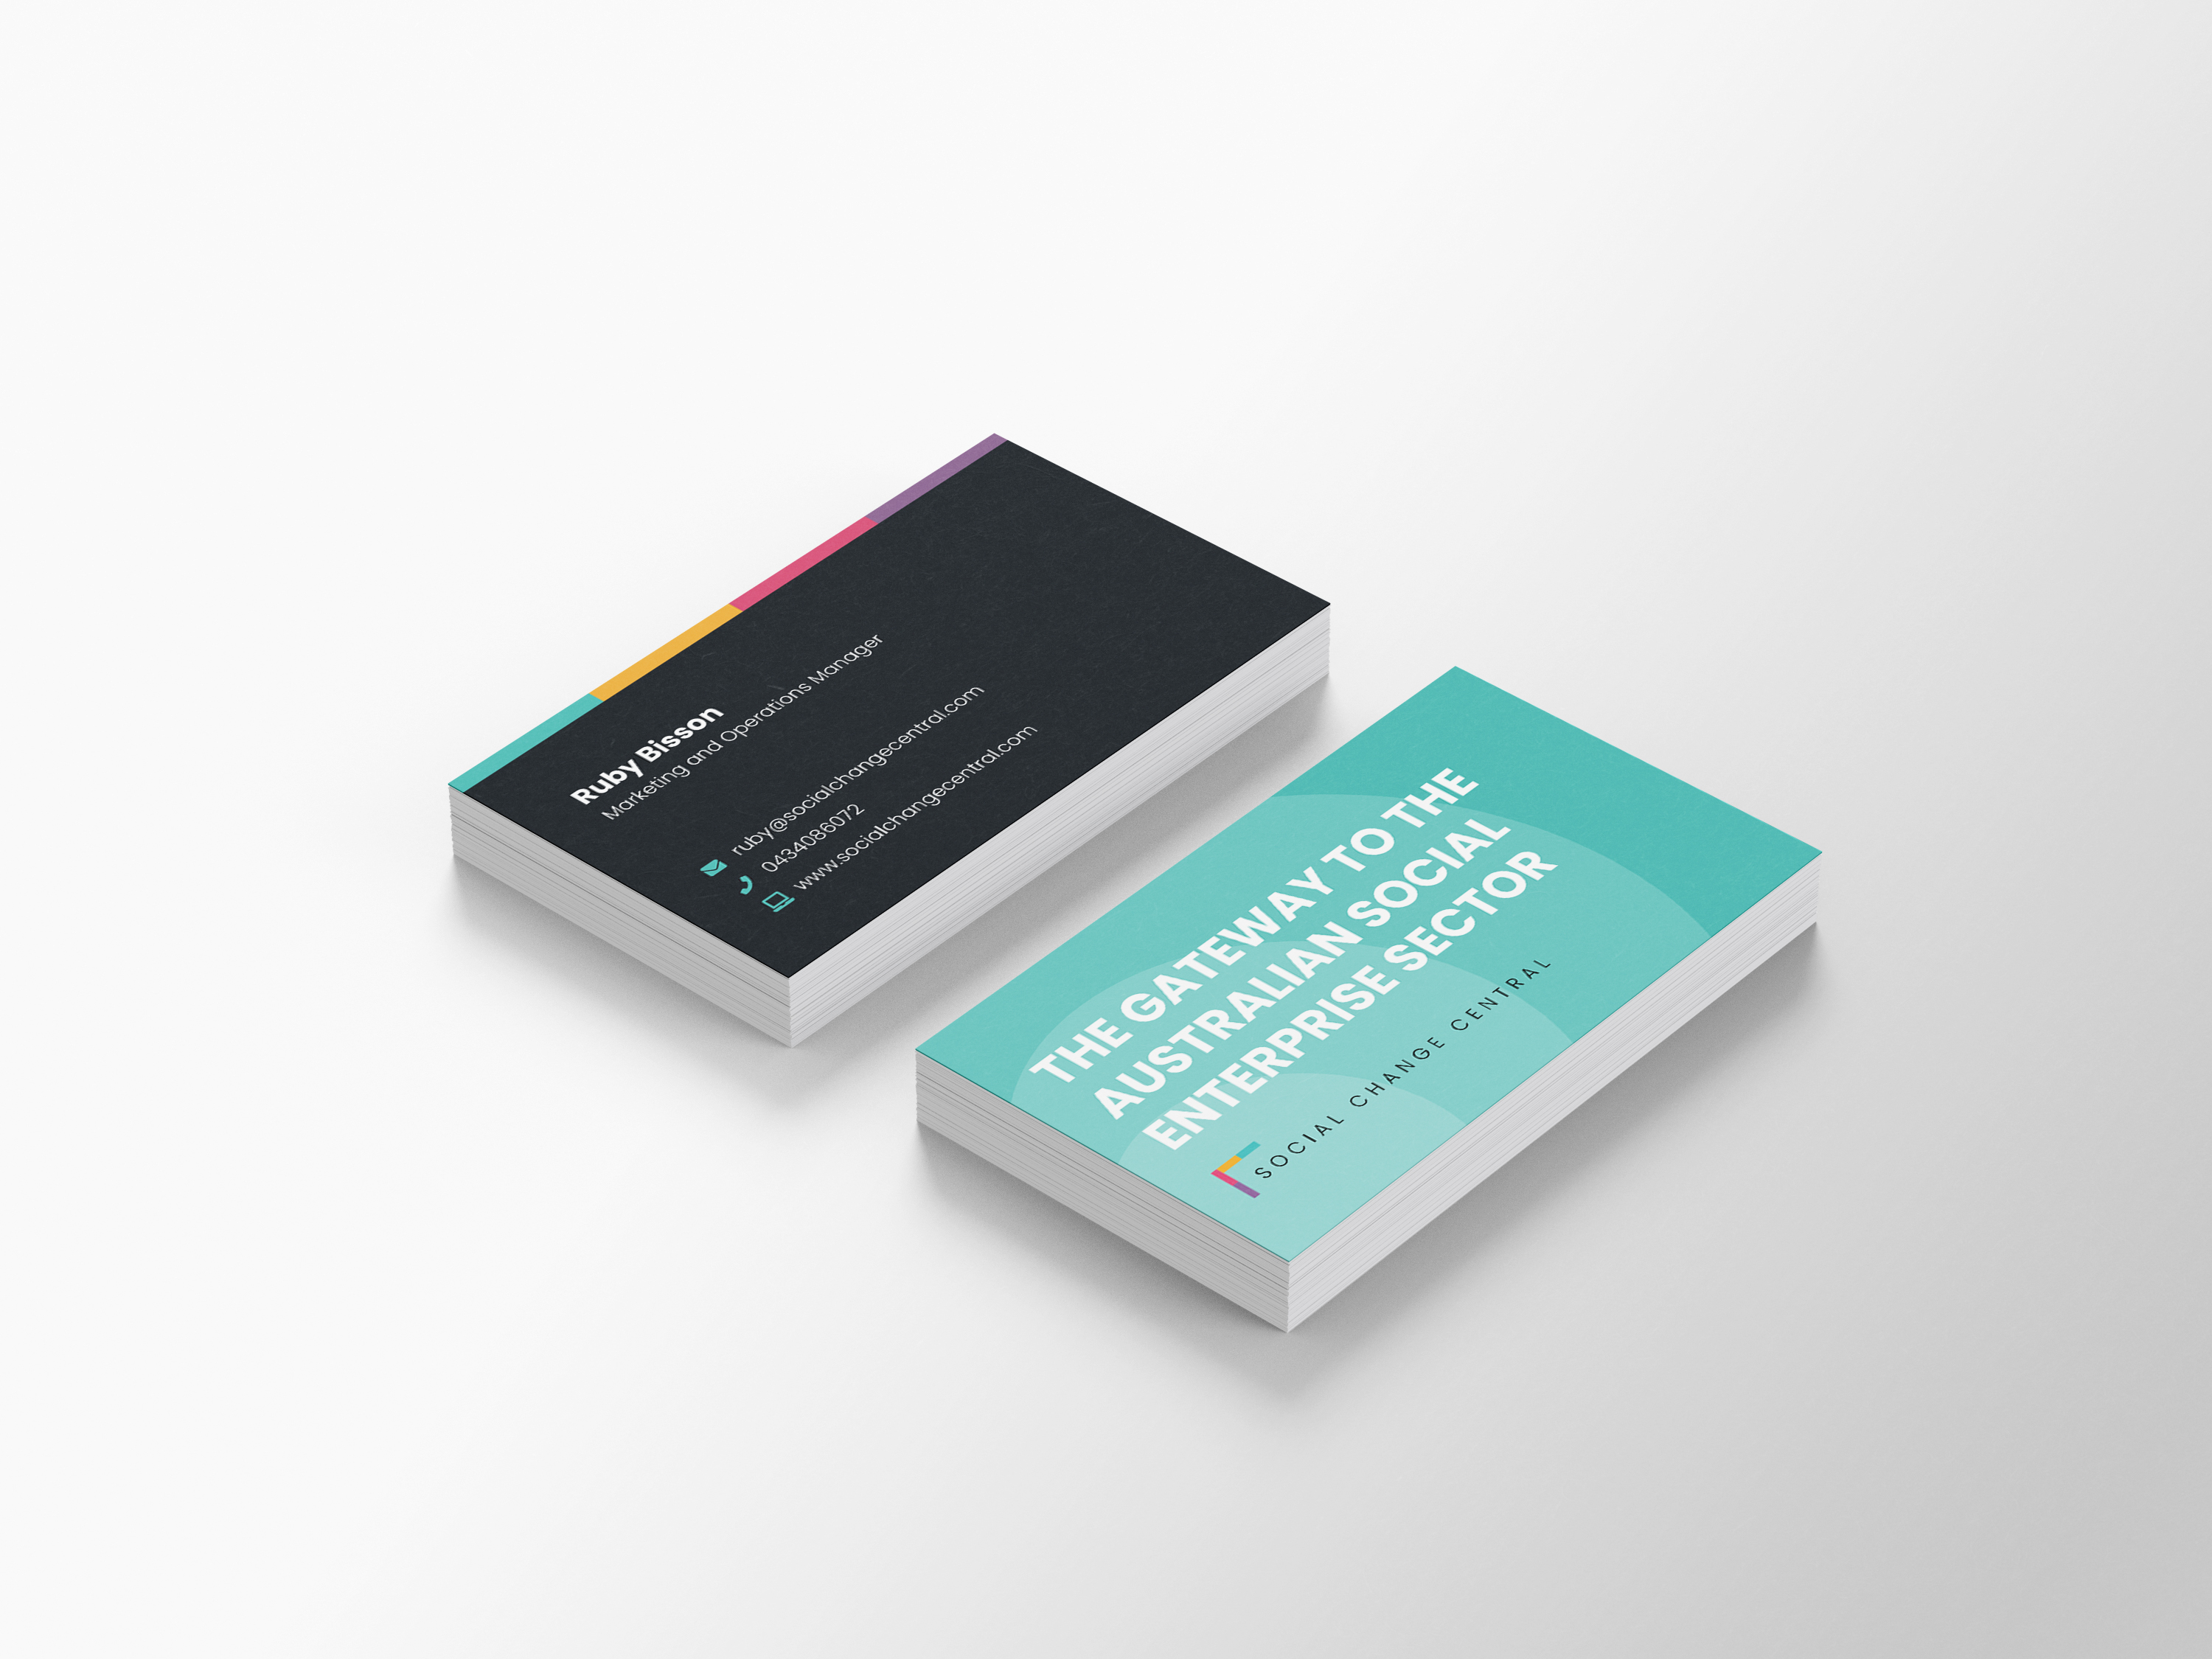 Ruby Bisson
Marketing and Operations Manager
ruby@socialchangecentral.com
0434086072
www.socialchangecentral.com
THE GATEWAY TO THE
AUSTRALIAN SOCIAL
ENTERPRISE SECTOR
SOCIAL CHANGE CENTRAL